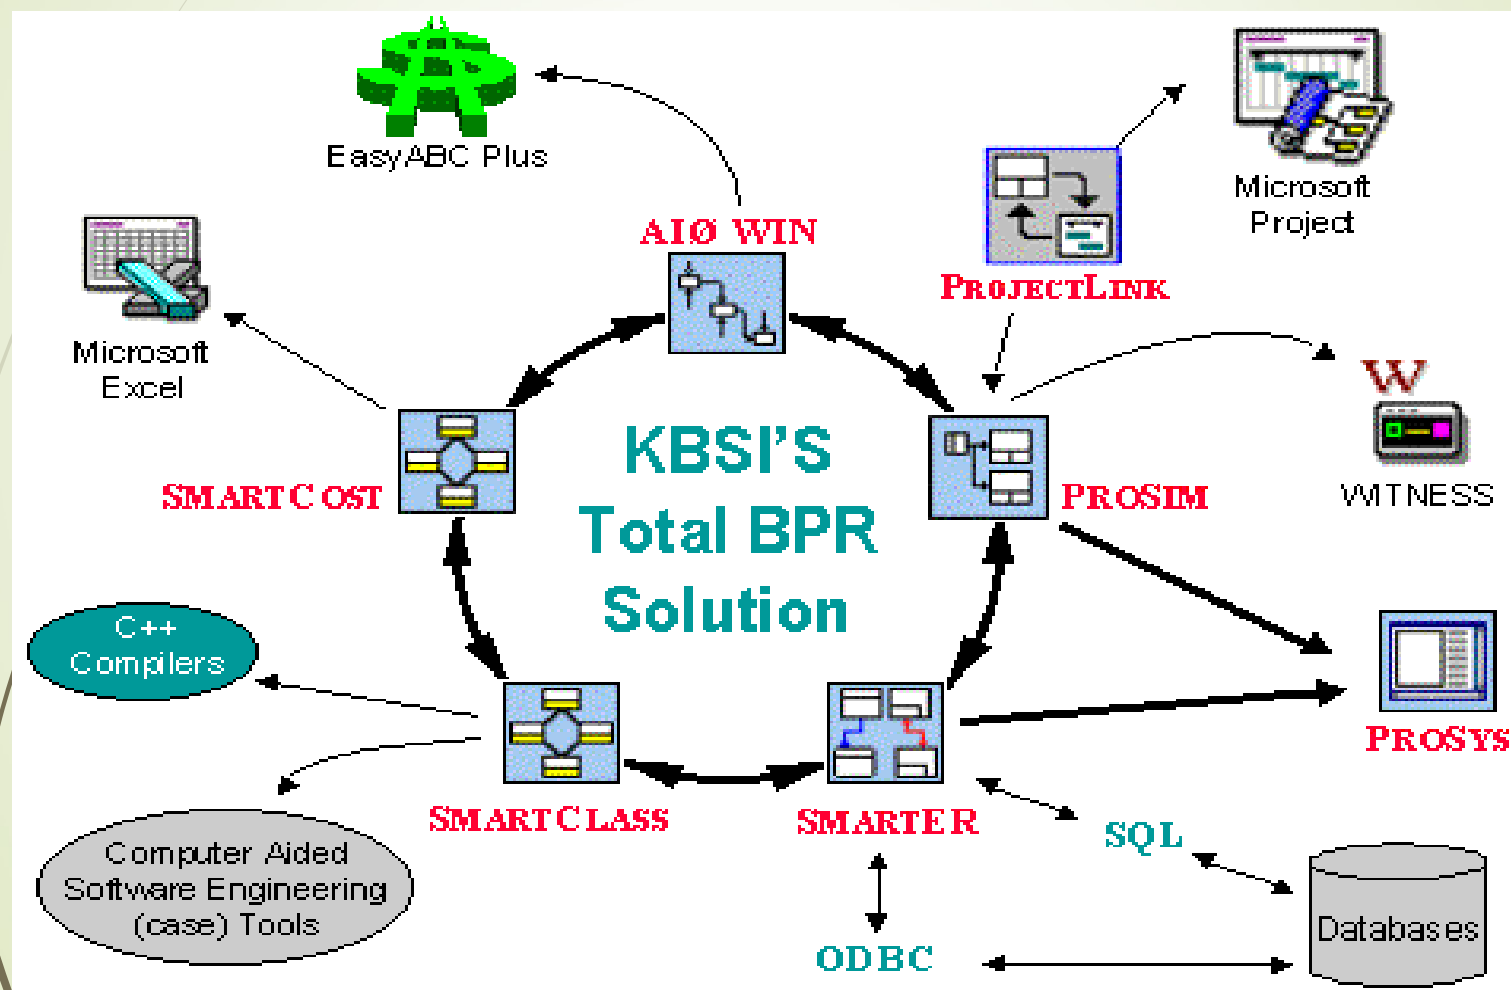 EasyABC Plus
Microsoft
Project
AIØ WIN
PROJECTLINK
Microsoft
Excel
W
WITNESS
KBSI'S
Total BPR
Solution
SMARTCOST
PROSIM
C++
Compilers
PROSYS
SMARTCLASS
SMARTER
SQL
Computer Aided
Software Engineering
(case) Tools
Databases
ODBC